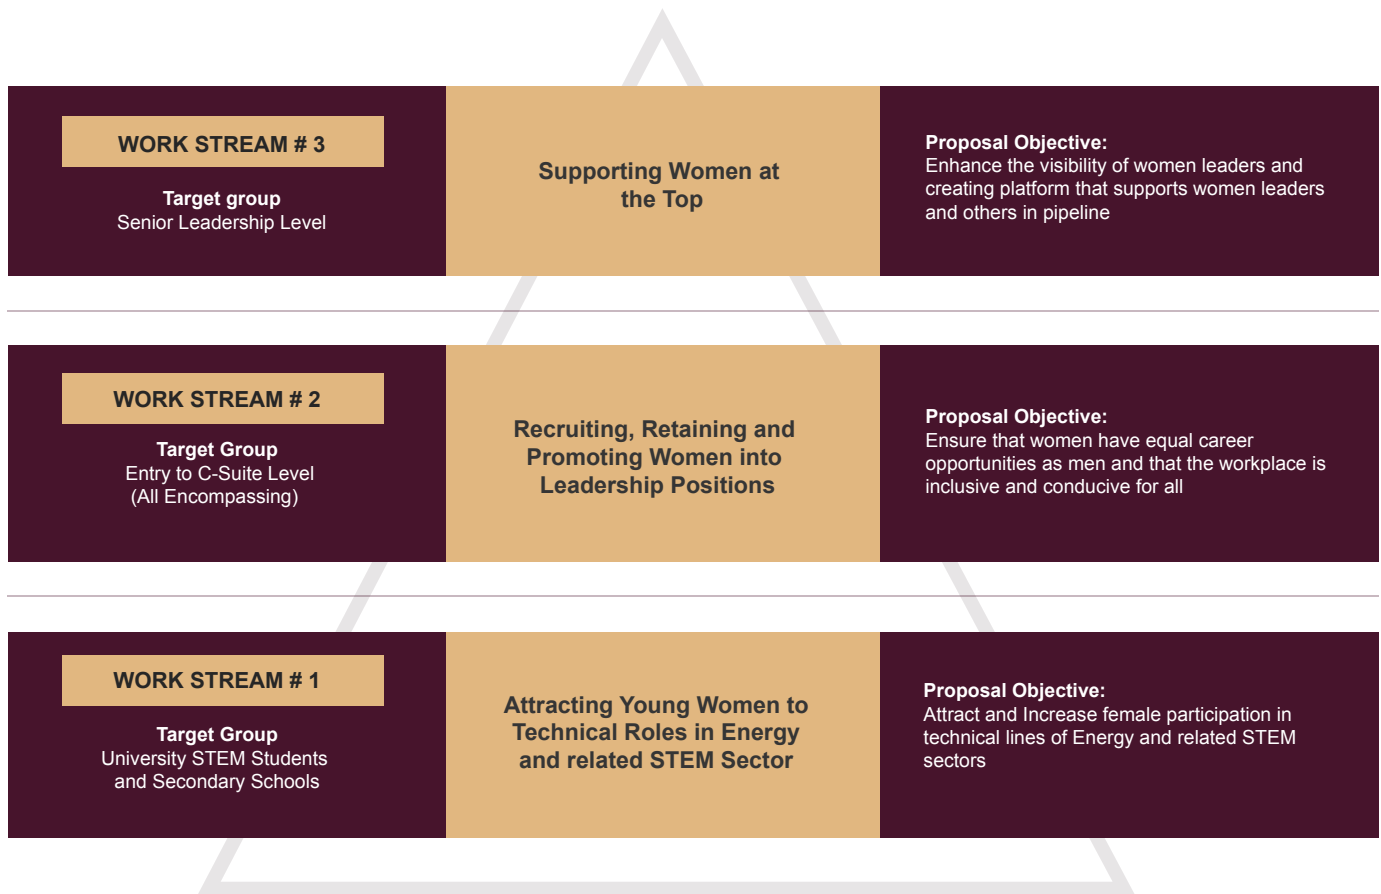 WORK STREAM # 3
Target group
Senior Leadership Level
Supporting Women at
the Top
Proposal Objective:
Enhance the visibility of women leaders and
creating platform that supports women leaders
and others in pipeline
WORK STREAM # 2
Target Group
Entry to C-Suite Level
(All Encompassing)
Recruiting, Retaining and
Promoting Women into
Leadership Positions
Proposal Objective:
Ensure that women have equal career
opportunities as men and that the workplace is
inclusive and conducive for all
WORK STREAM # 1
Target Group
University STEM Students
and Secondary Schools
Attracting Young Women to
Technical Roles in Energy
and related STEM Sector
Proposal Objective:
Attract and Increase female participation in
technical lines of Energy and related STEM
sectors